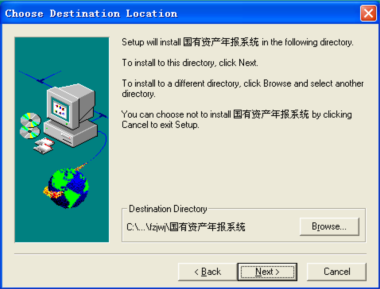 Choose Destination Location
Setup will install 国有资产年报系统 in the following directory.
To install to this directory, click Next.
To install to a different directory, click Browse and select another
directory.
You can choose not to install 国有资产年报系统 by clicking
Cancel to exit Setup.
Destination Directory
C:\...\fzjwj\国有资产年报系统
Browse...
< Back
Next >
Cancel